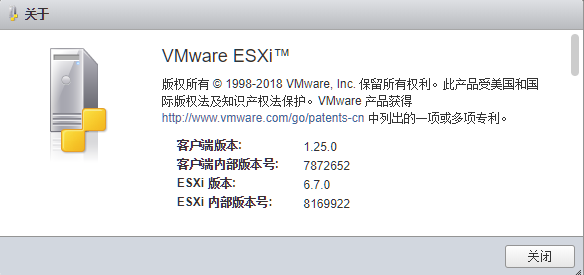 关于
VMware ESXi™
版权所有 © 1998-2018 VMware, Inc. 保留所有权利。此产品受美国和国
际版权法及知识产权法保护。VMware 产品获得
http://www.vmware.com/go/patents-cn 中列出的一项或多项专利。
客户端版本: 1.25.0
客户端内部版本号: 7872652
ESXi 版本: 6.7.0
ESXi 内部版本号: 8169922
关闭